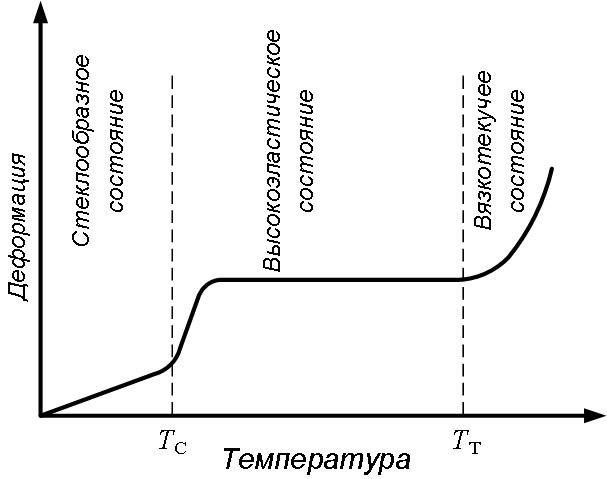 Деформация
Стеклообразное
состояние
Высокоэластическое
состояние
Вязкотекучее
состояние
TС
TТ
Температура